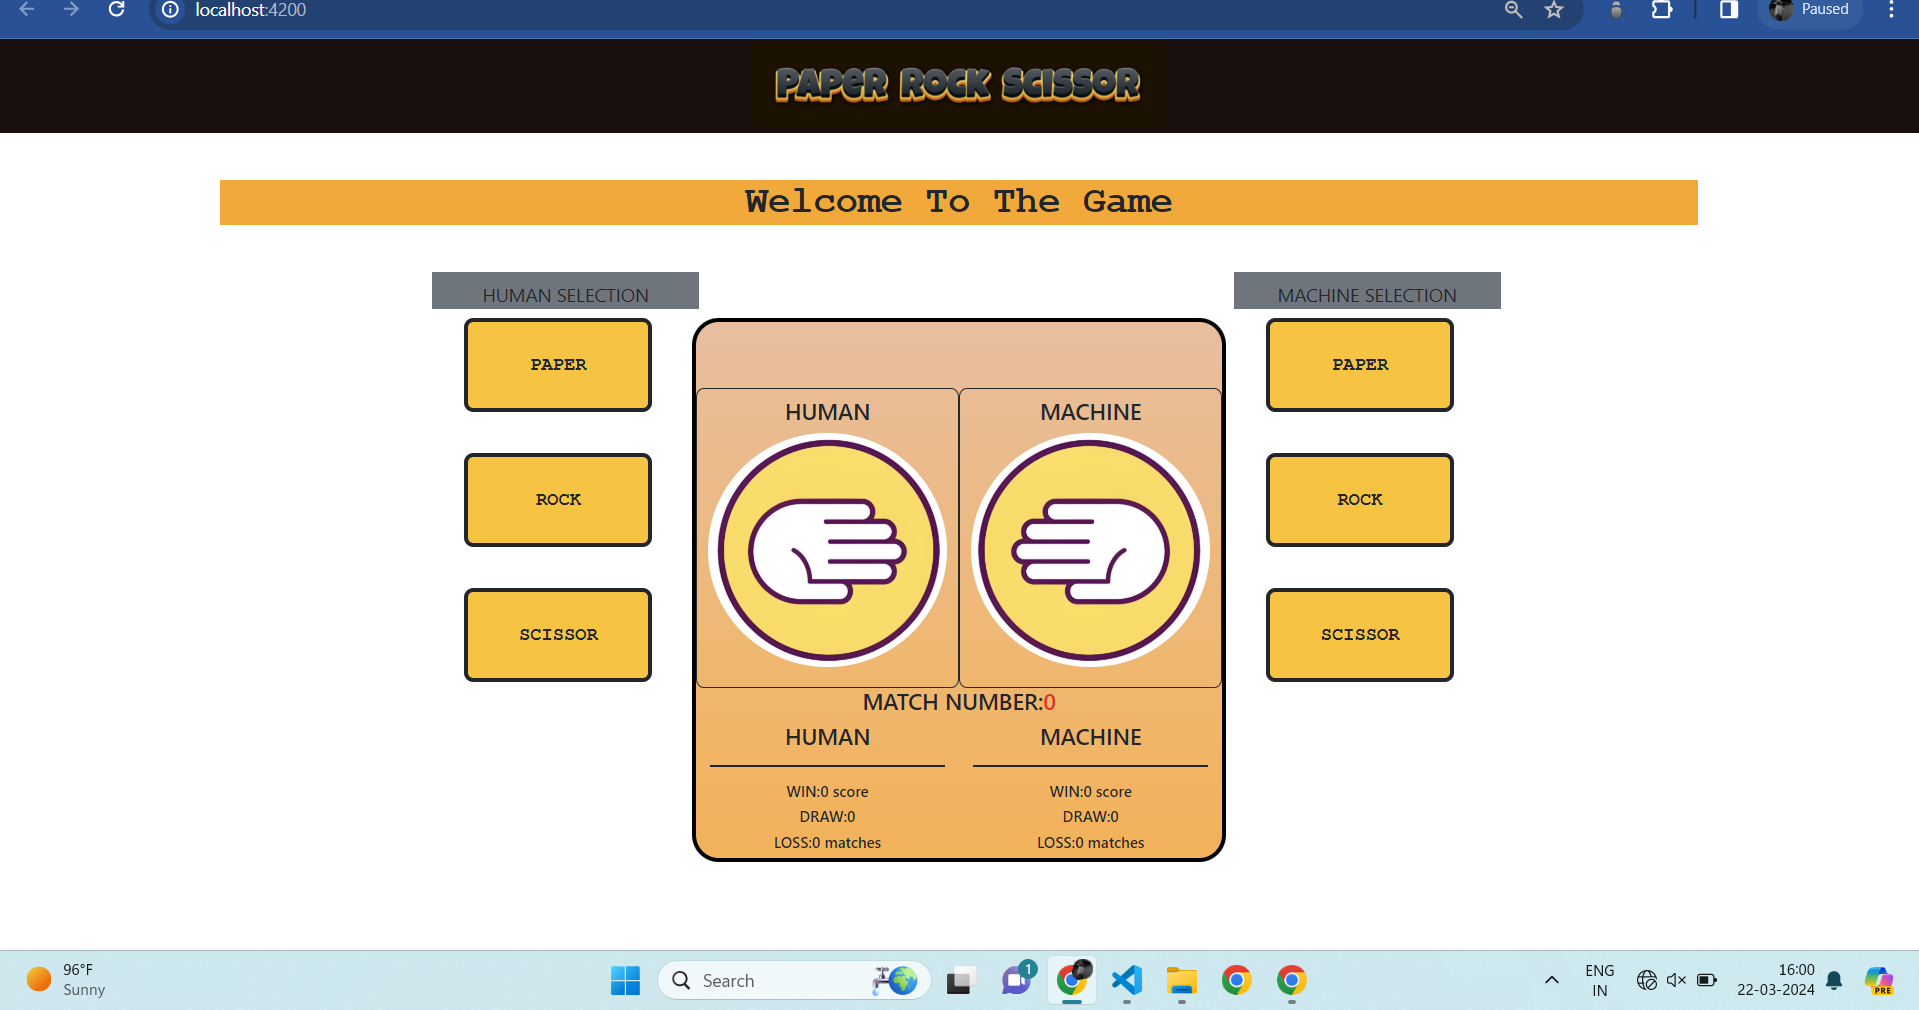 localhost:4200
Paused
PAPER ROCK SCISSOR
Welcome To The Game
HUMAN SELECTION
MACHINE SELECTION
PAPER
ROCK
SCISSOR
HUMAN
MACHINE
MATCH NUMBER:0
HUMAN
MACHINE
WIN:0 score
WIN:0 score
DRAW:0
DRAW:0
LOSS:0 matches
LOSS:0 matches
PAPER
ROCK
SCISSOR
96°F
Sunny
Search
1
ENG
IN
16:00
22-03-2024
PRE